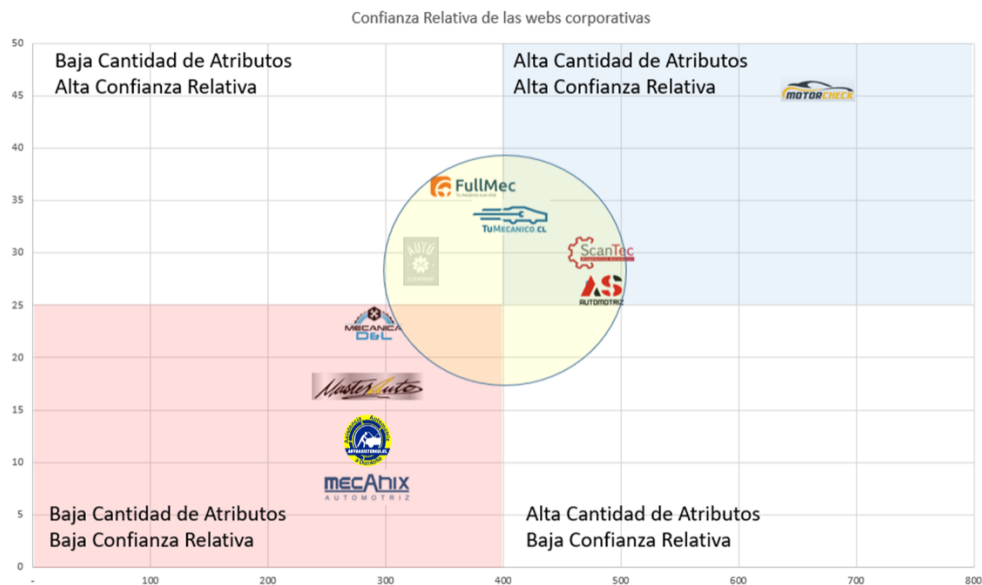 Confianza Relativa de las webs corporativas
50
Baja Cantidad de Atributos
Alta Confianza Relativa
Alta Cantidad de Atributos
Alta Confianza Relativa
45
MOTORCHECK
40
FullMec
35
TUMECANICO.CL
30
AUTO
ScanTec
AS
AUTOMOTRIZ
25
MECANICA
D&L
20
MasterAuto
15
10
MECANIX
AUTOMOTRIZ
5
Baja Cantidad de Atributos
Baja Confianza Relativa
Alta Cantidad de Atributos
Baja Confianza Relativa
0
- 100 200 300 400 500 600 700 800